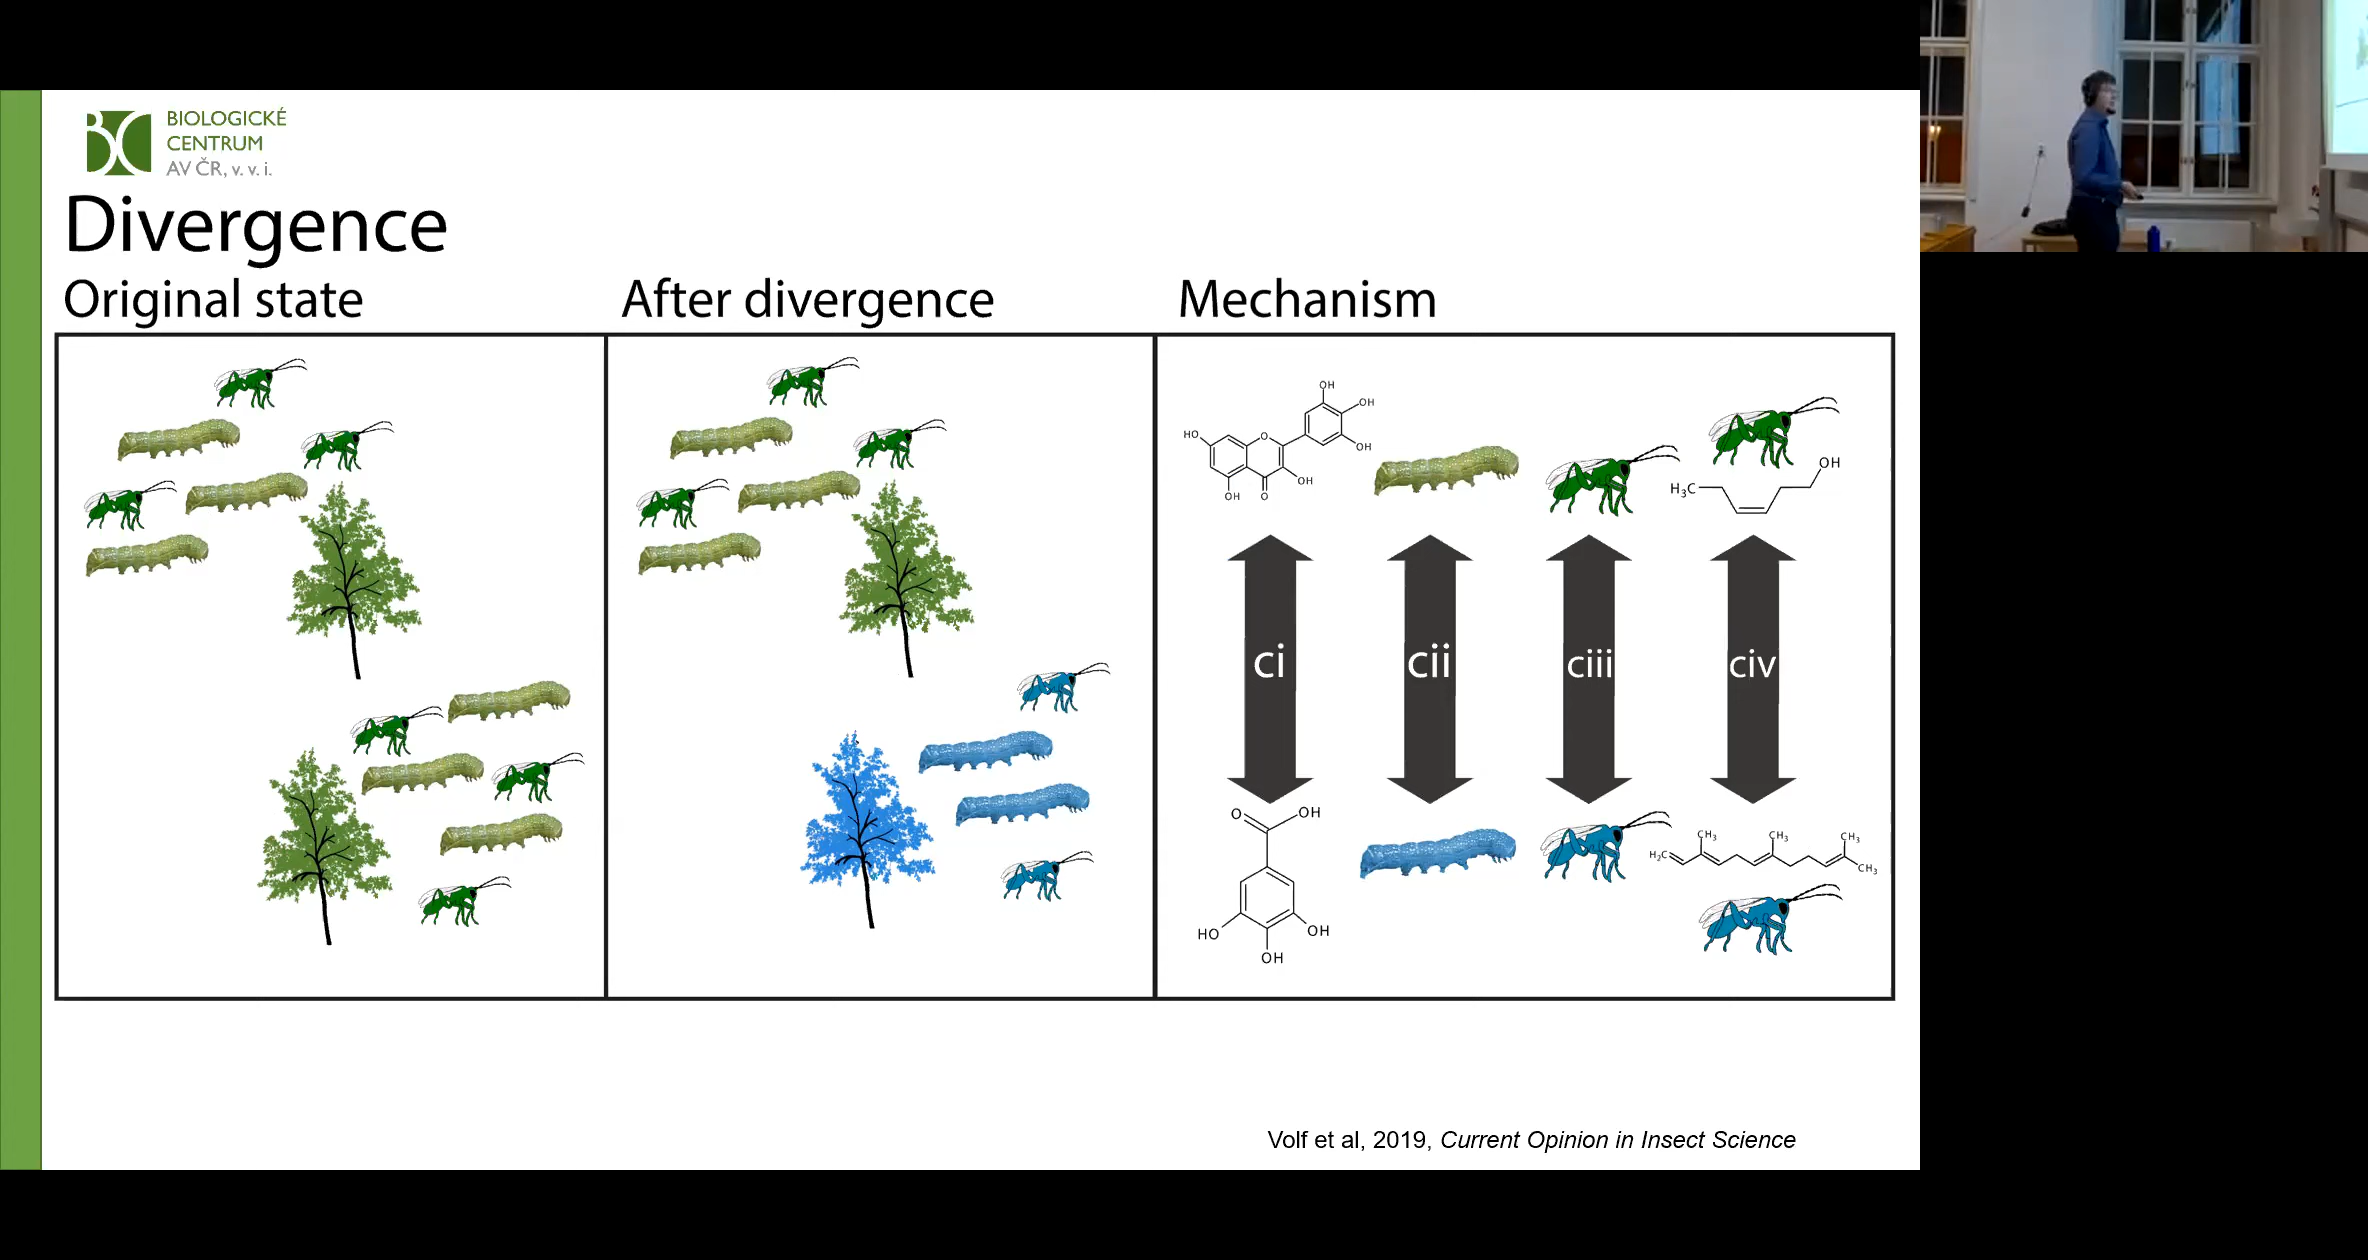 BIOLOGICKÉ
CENTRUM
AV ČR, v. v. i.
Divergence
Original state
After divergence
Mechanism
OH
OH
HO
O
OH
OH
OH
O
H₃C
OH
ci
cii
ciii
civ
O
OH
HO
OH
OH
CH₃
CH₃
CH₃
H₂C
CH₃
Volf et al, 2019, Current Opinion in Insect Science